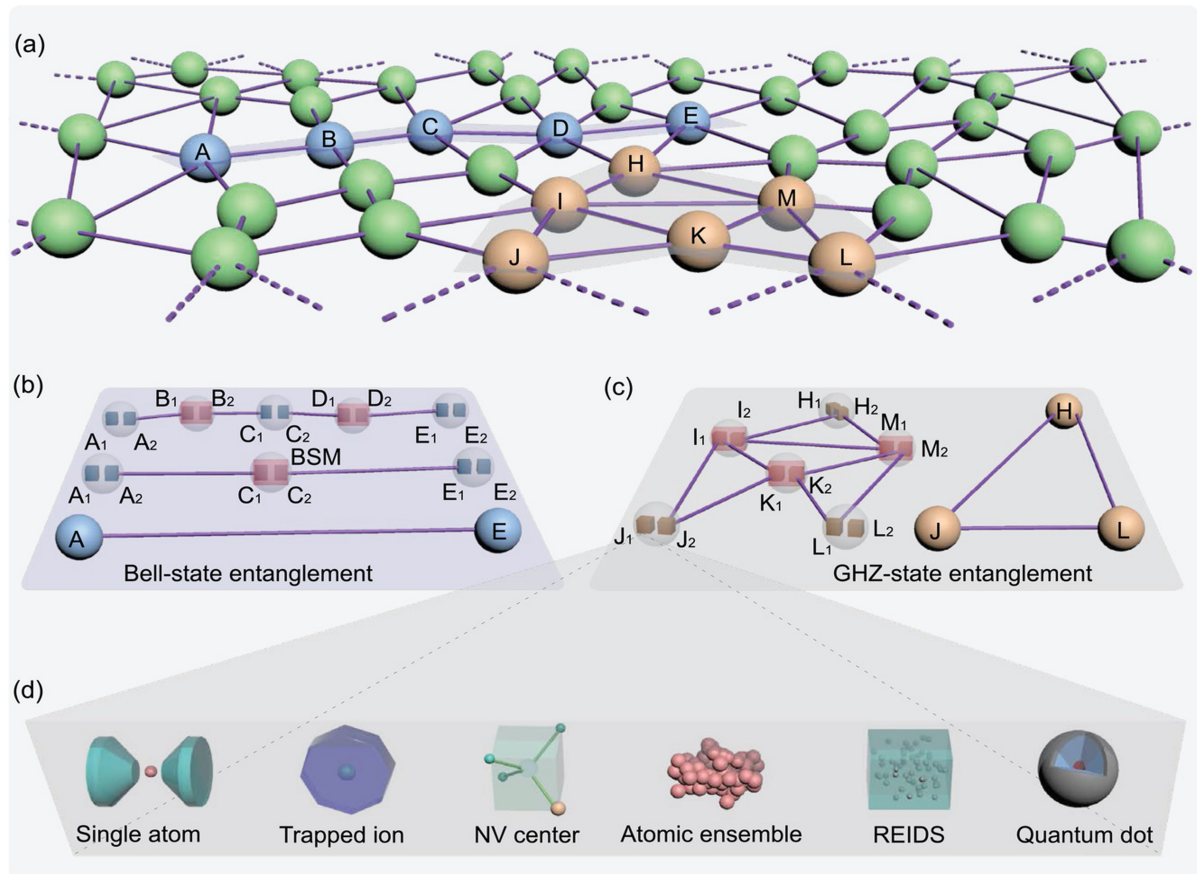 (a)
A
B
C
D
E
H
I
M
J
K
L
(b)
B1 B2 D1 D2
A1 A2 C1 C2 E1 E2
BSM
A1 A2 C1 C2 E1 E2
A E
Bell-state entanglement
(c)
H1 H2
I2
I1
M1
M2
K2
K1
J1 J2
L1 L2
H
J L
GHZ-state entanglement
(d)
Single atom Trapped ion NV center Atomic ensemble REIDS Quantum dot